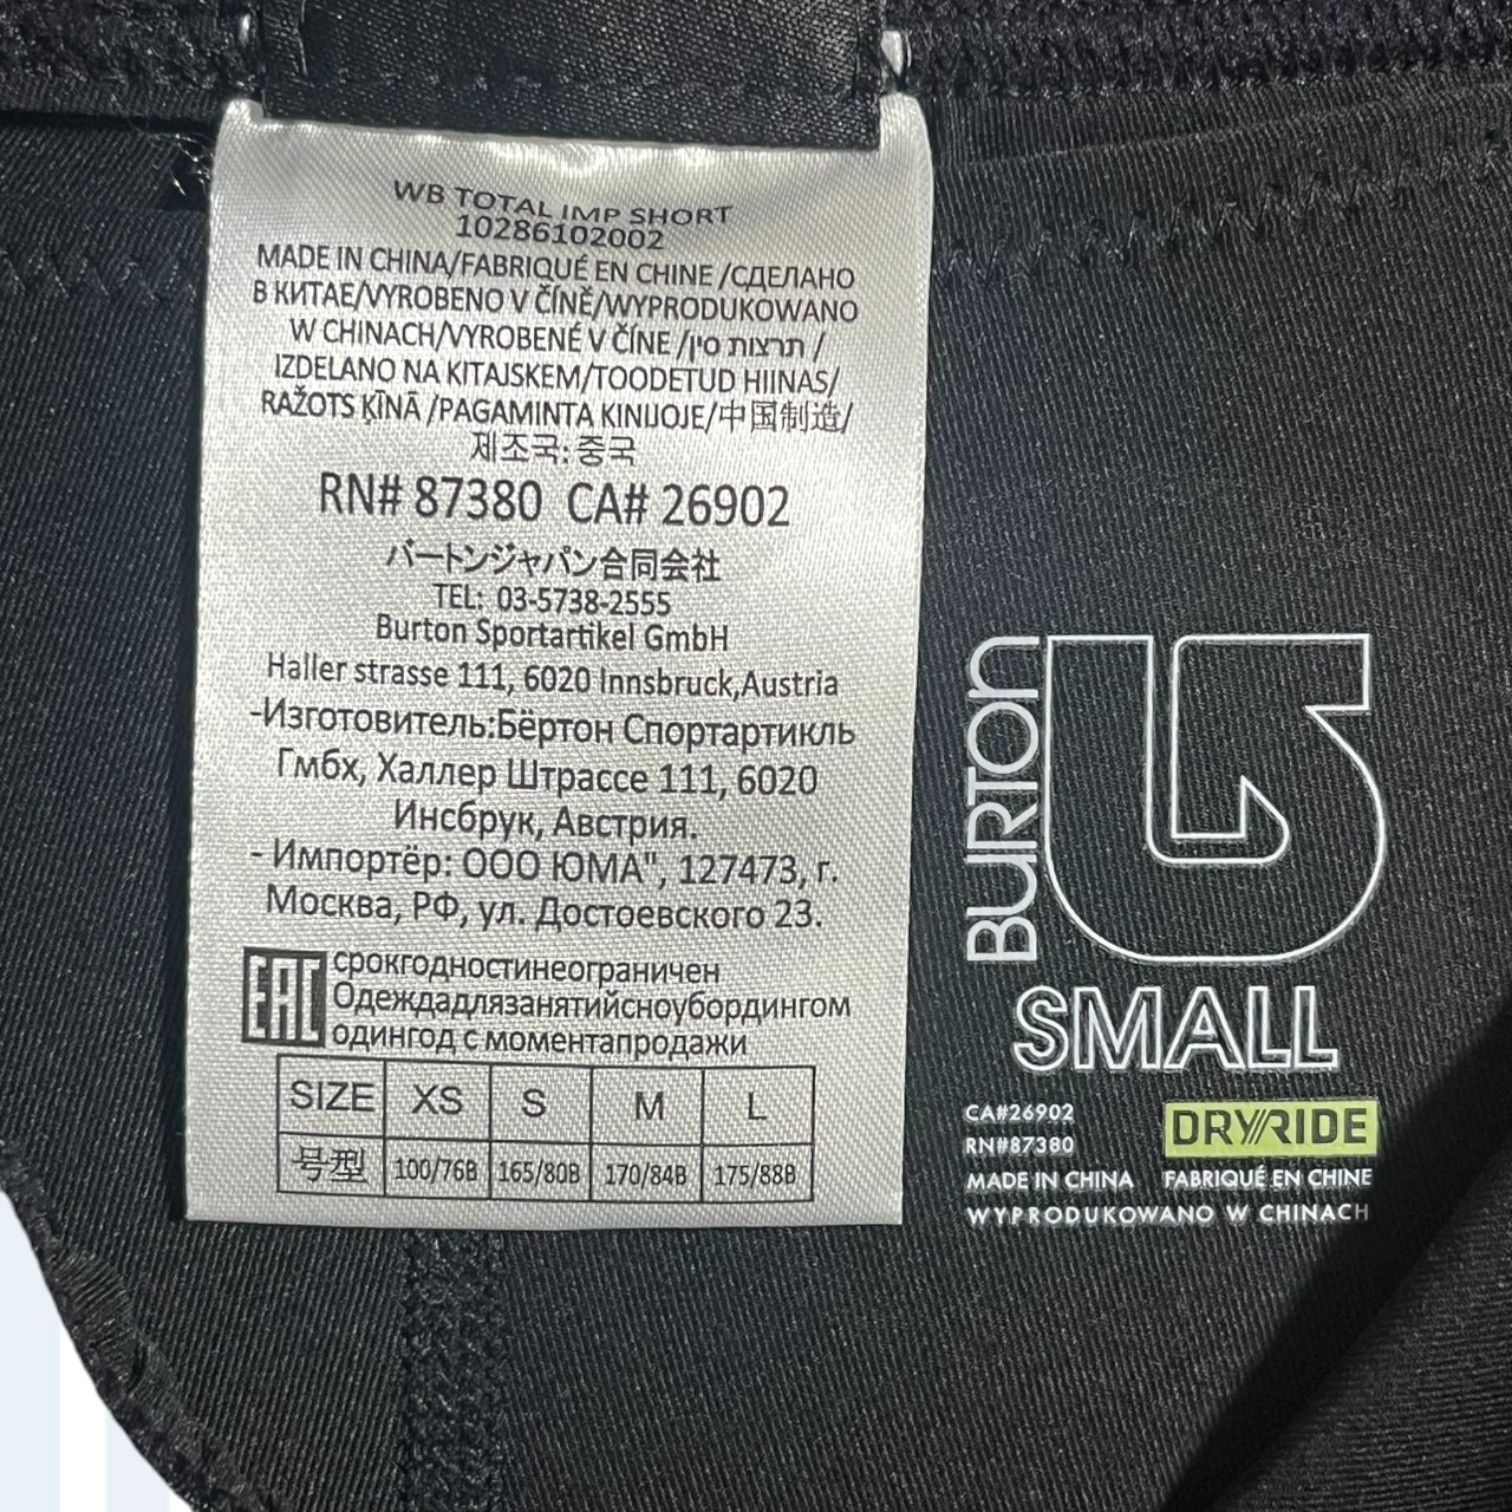 WB TOTAL IMP SHORT
10286102002
MADE IN CHINA/FABRIQUÉ EN CHINE /СДЕЛАНО
В КИТАЕ/VYROBENO V ČÍNĚ/WYPRODUKOWANO
W CHINACH/VYROBENÉ V ČÍNE /תרצות סין /
IZDELANO NA KITAJSKEM/TOODETUD HIINAS/
RAŽOTS ĶĪNĀ /PAGAMINTA KINIJOJE/中国制造/
제조국: 중국
RN# 87380 CA# 26902
バートンジャパン合同会社
TEL: 03-5738-2555
Burton Sportartikel GmbH
Haller strasse 111, 6020 Innsbruck,Austria
-Изготовитель:Бёртон Спортартикль
Гмбх, Халлер Штрассе 111, 6020
Инсбрук, Австрия.
- Импортёр: ООО ЮМА", 127473, г.
Москва, РФ, ул. Достоевского 23.
EAC
срокгодностинеограничен
Одеждадлязанятийсноубордингом
одингод с моментапродажи
SIZE XS S M L
号型 100/76B 165/80B 170/84B 175/88B
BURTON
SMALL
CA#26902
RN#87380
DRYRIDE
MADE IN CHINA FABRIQUÉ EN CHINE
WYPRODUKOWANO W CHINACH